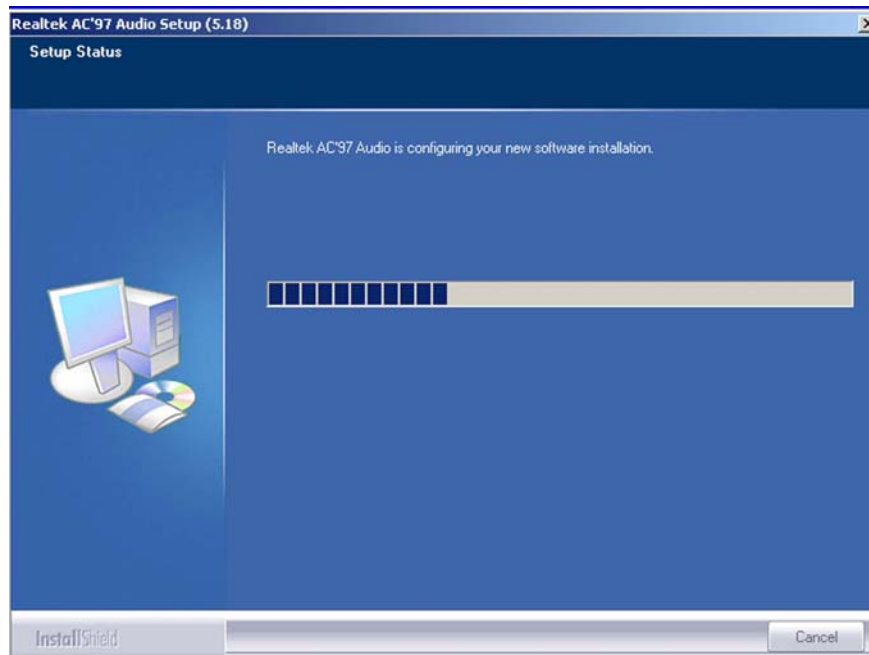 Realtek AC'97 Audio Setup (5.18)
Setup Status
Realtek AC'97 Audio is configuring your new software installation.
InstallShield
Cancel